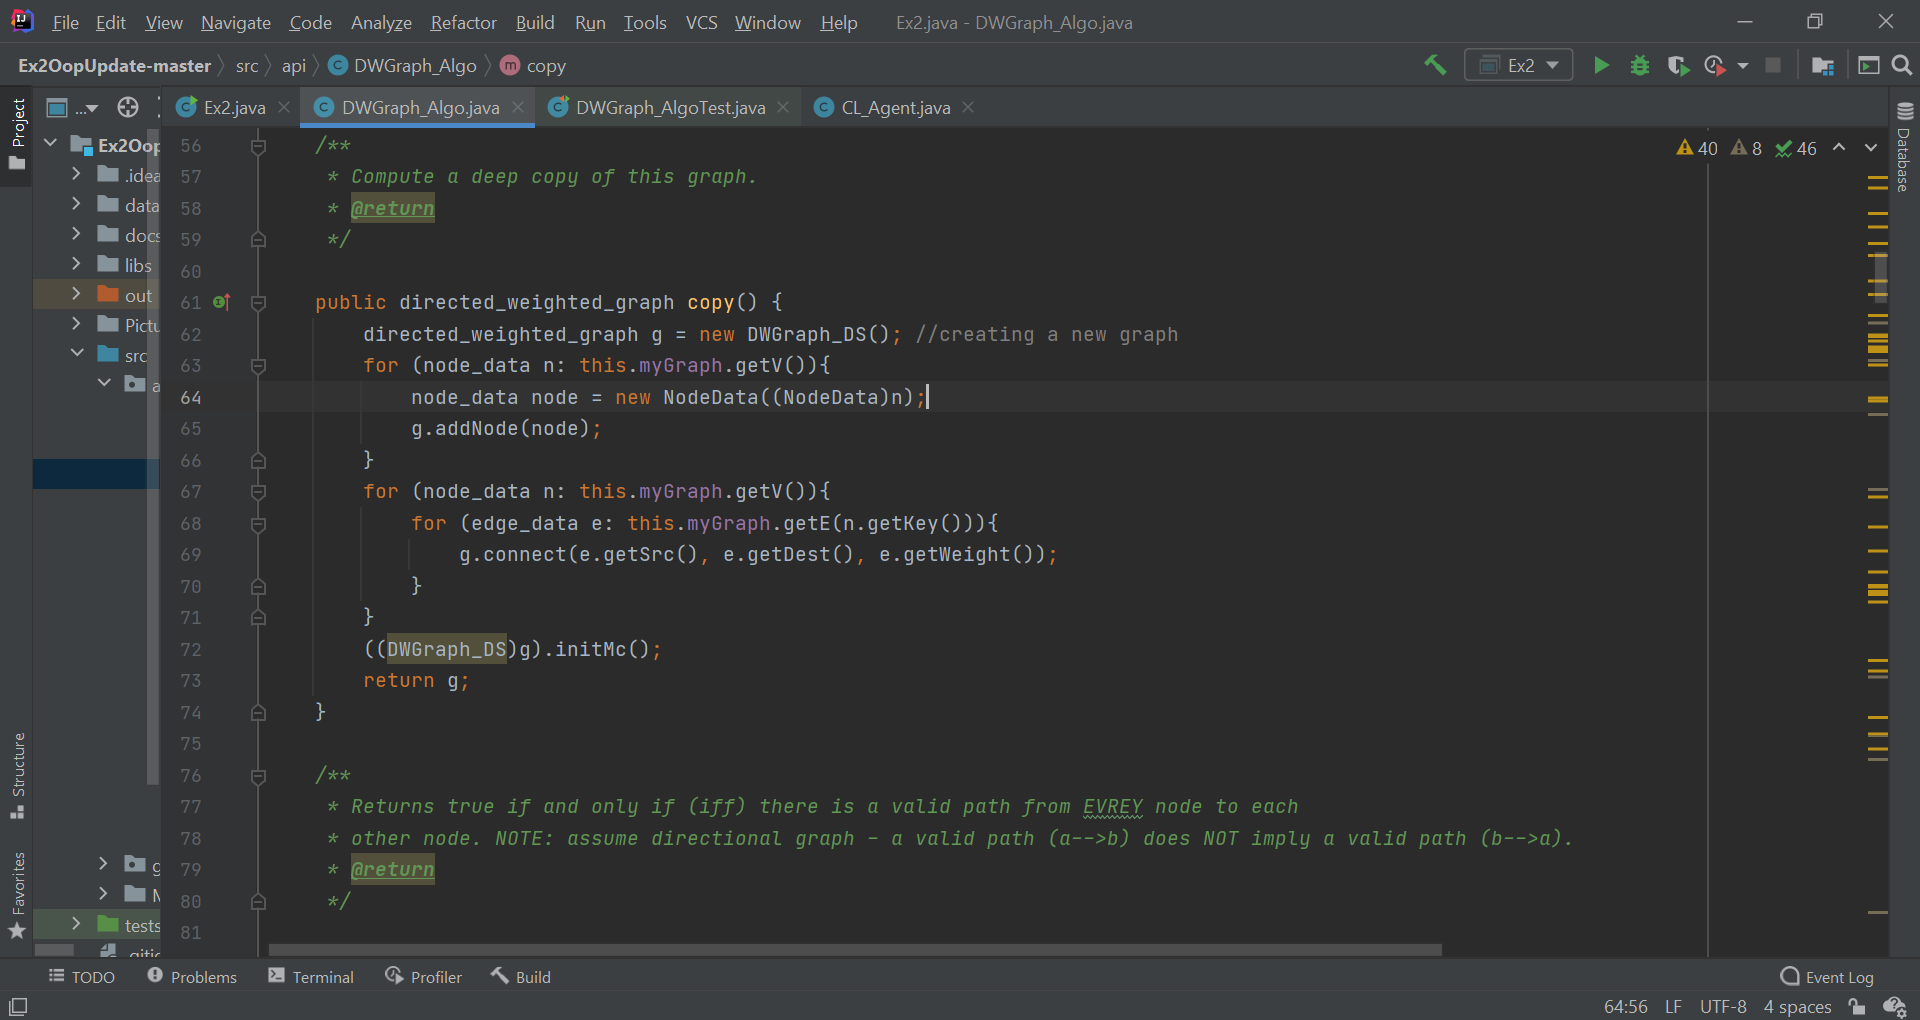 File Edit View Navigate Code Analyze Refactor Build Run Tools VCS Window Help Ex2.java - DWGraph_Algo.java
Ex2OopUpdate-master src api DWGraph_Algo copy Ex2
Project ... Ex2.java DWGraph_Algo.java DWGraph_AlgoTest.java CL_Agent.java
40 8 46
Database
Ex2Oop
.idea
data
docs
libs
out
Pictu
src
a
g
M
tests
.gitig
Structure
Favorites
56 /**
57 * Compute a deep copy of this graph.
58 * @return
59 */
60
61 public directed_weighted_graph copy() {
62 directed_weighted_graph g = new DWGraph_DS(); //creating a new graph
63 for (node_data n: this.myGraph.getV()){
64 node_data node = new NodeData((NodeData)n);
65 g.addNode(node);
66 }
67 for (node_data n: this.myGraph.getV()){
68 for (edge_data e: this.myGraph.getE(n.getKey())){
69 g.connect(e.getSrc(), e.getDest(), e.getWeight());
70 }
71 }
72 ((DWGraph_DS)g).initMc();
73 return g;
74 }
75
76 /**
77 * Returns true if and only if (iff) there is a valid path from EVREY node to each
78 * other node. NOTE: assume directional graph - a valid path (a-->b) does NOT imply a valid path (b-->a).
79 * @return
80 */
81
TODO Problems Terminal Profiler Build Event Log
64:56 LF UTF-8 4 spaces